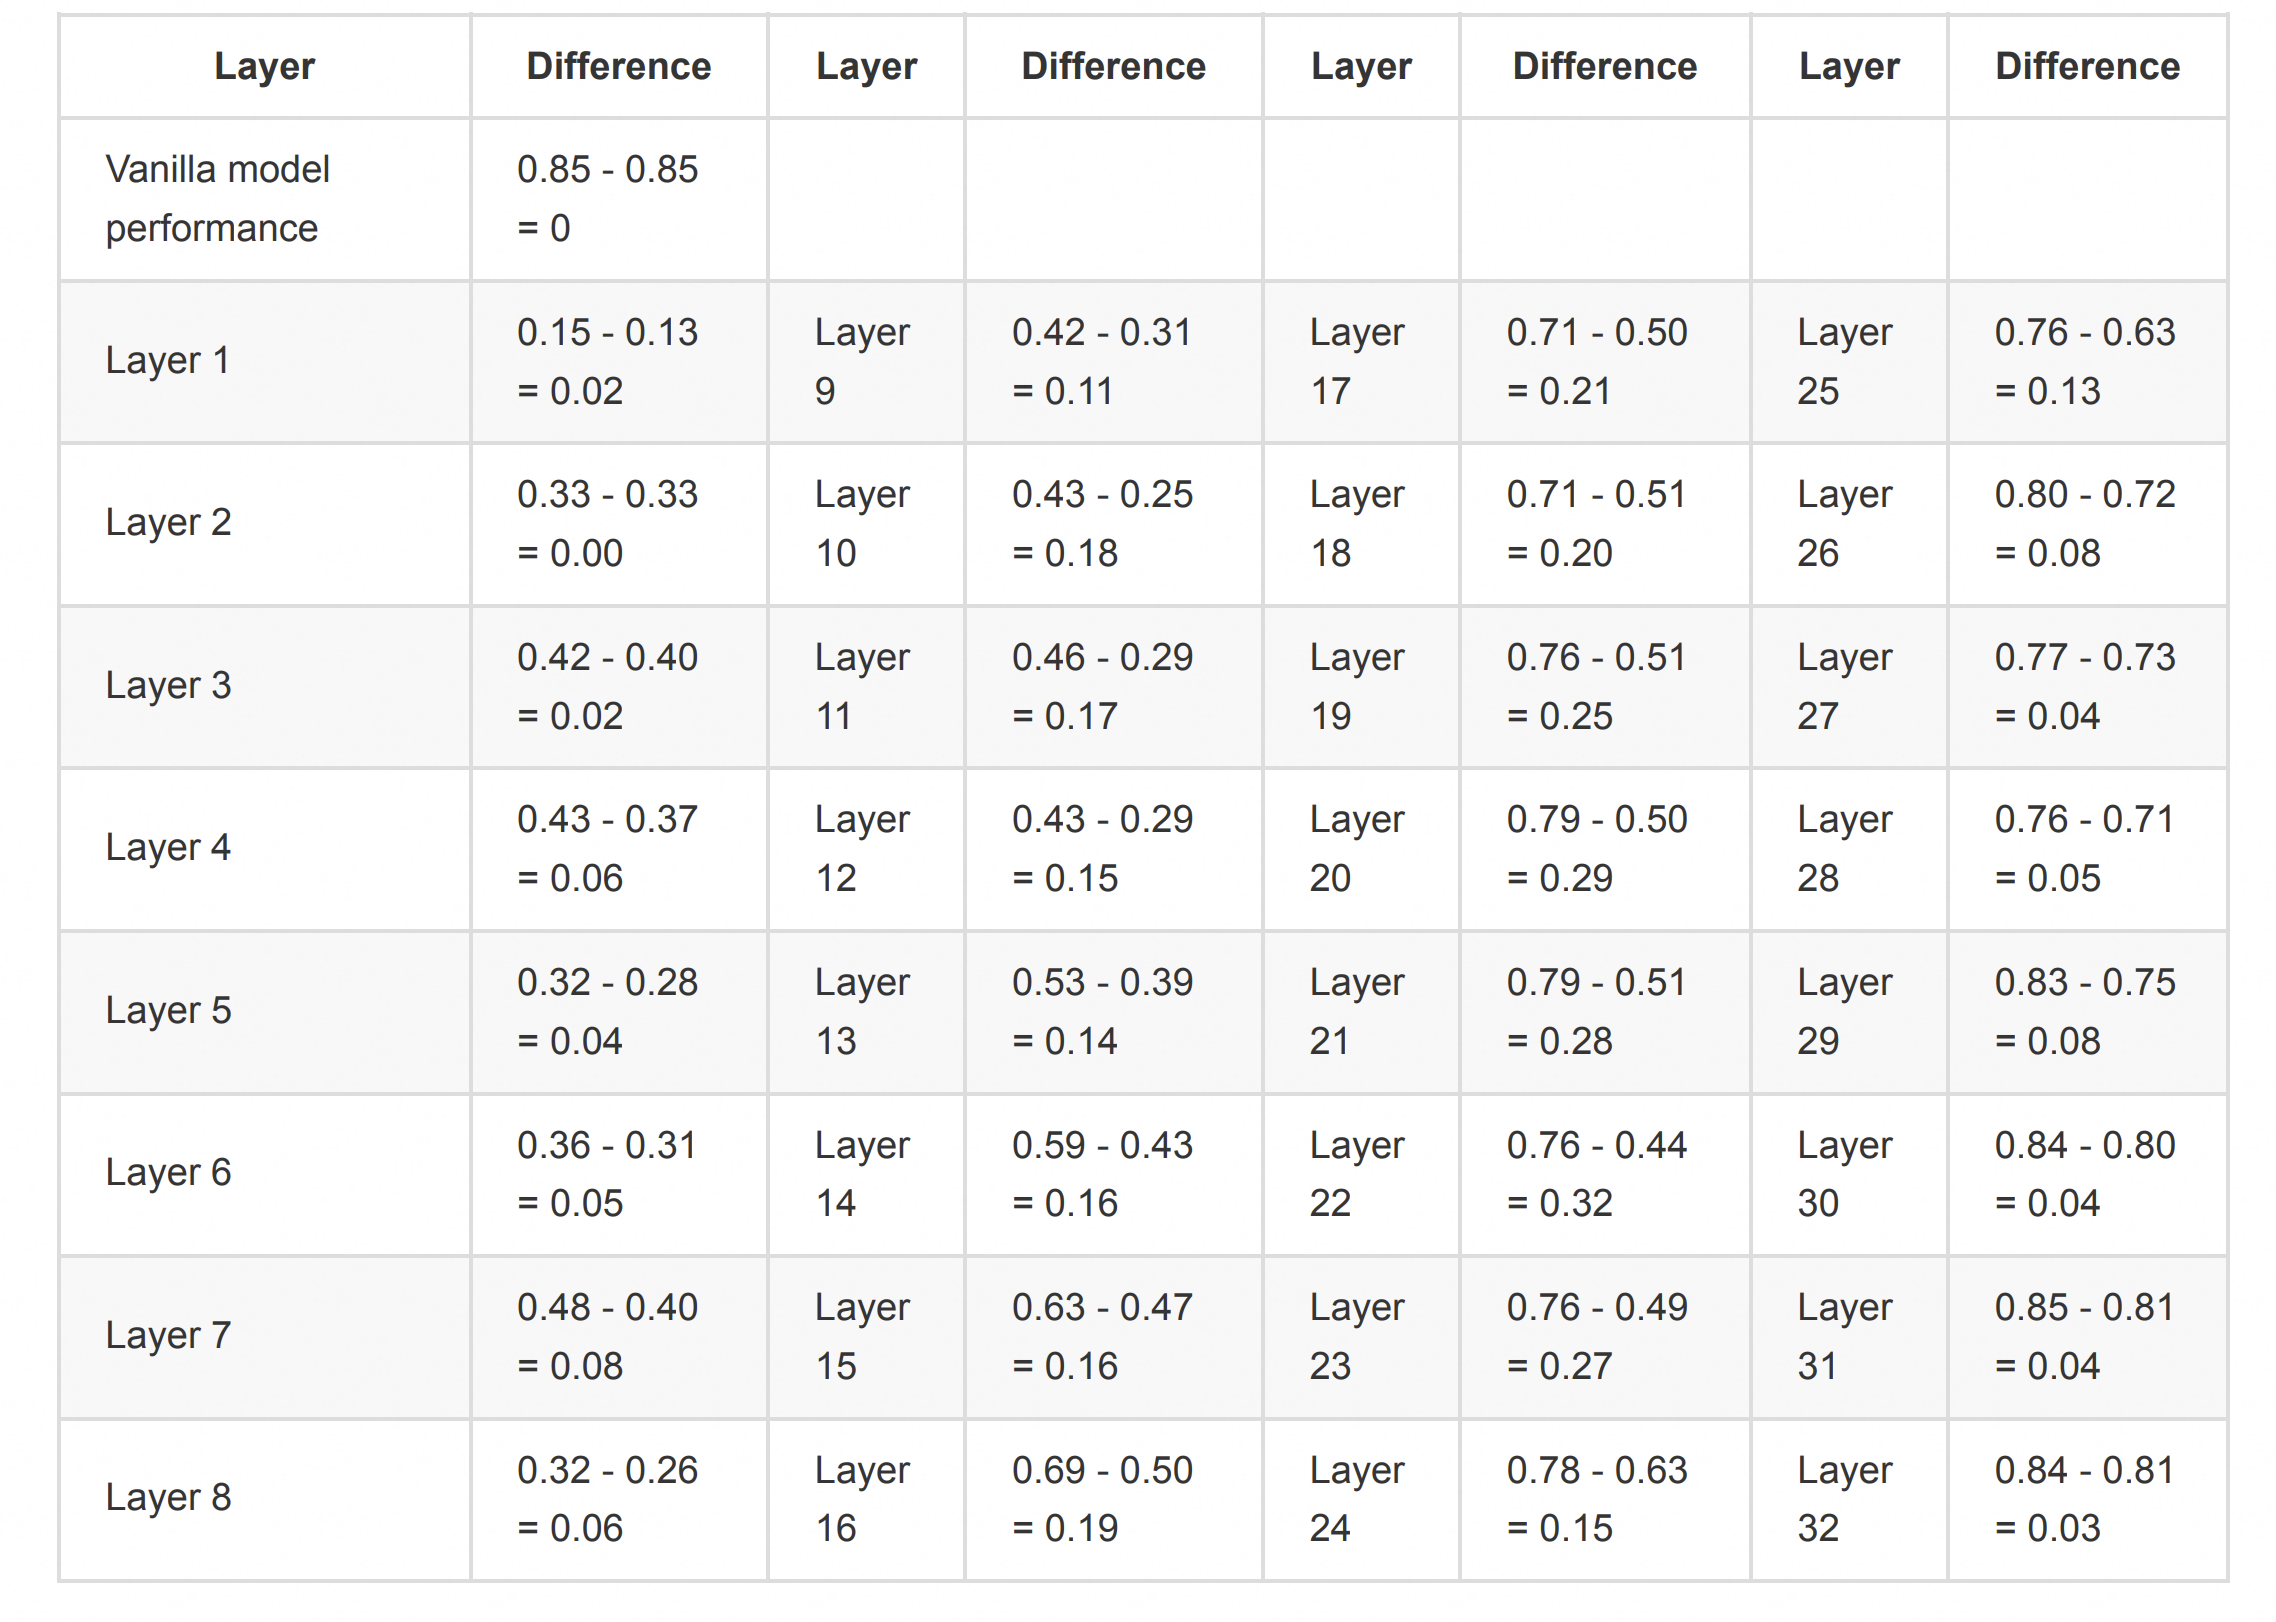 Layer Difference Layer Difference Layer Difference Layer Difference
Vanilla model 0.85 - 0.85
performance = 0
Layer 1 0.15 - 0.13 Layer 0.42 - 0.31 Layer 0.71 - 0.50 Layer 0.76 - 0.63
= 0.02 9 = 0.11 17 = 0.21 25 = 0.13
Layer 2 0.33 - 0.33 Layer 0.43 - 0.25 Layer 0.71 - 0.51 Layer 0.80 - 0.72
= 0.00 10 = 0.18 18 = 0.20 26 = 0.08
Layer 3 0.42 - 0.40 Layer 0.46 - 0.29 Layer 0.76 - 0.51 Layer 0.77 - 0.73
= 0.02 11 = 0.17 19 = 0.25 27 = 0.04
Layer 4 0.43 - 0.37 Layer 0.43 - 0.29 Layer 0.79 - 0.50 Layer 0.76 - 0.71
= 0.06 12 = 0.15 20 = 0.29 28 = 0.05
Layer 5 0.32 - 0.28 Layer 0.53 - 0.39 Layer 0.79 - 0.51 Layer 0.83 - 0.75
= 0.04 13 = 0.14 21 = 0.28 29 = 0.08
Layer 6 0.36 - 0.31 Layer 0.59 - 0.43 Layer 0.76 - 0.44 Layer 0.84 - 0.80
= 0.05 14 = 0.16 22 = 0.32 30 = 0.04
Layer 7 0.48 - 0.40 Layer 0.63 - 0.47 Layer 0.76 - 0.49 Layer 0.85 - 0.81
= 0.08 15 = 0.16 23 = 0.27 31 = 0.04
Layer 8 0.32 - 0.26 Layer 0.69 - 0.50 Layer 0.78 - 0.63 Layer 0.84 - 0.81
= 0.06 16 = 0.19 24 = 0.15 32 = 0.03